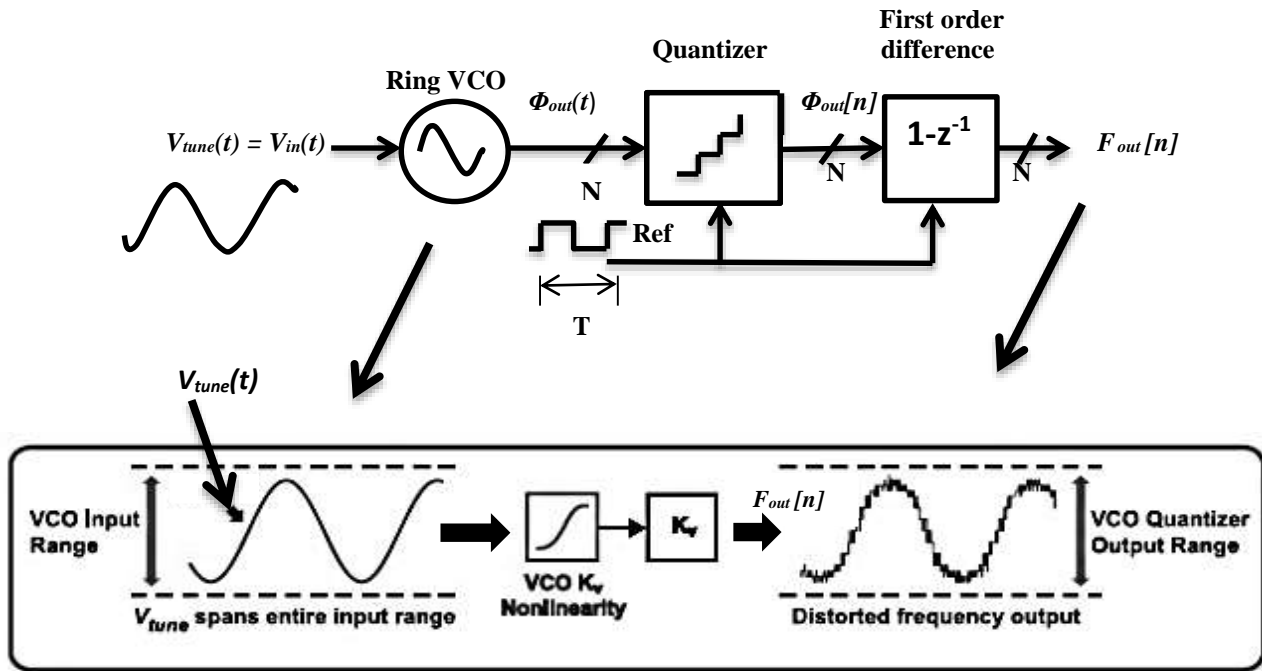 First order
difference
Quantizer
Ring VCO
Φout(t)
Φout[n]
Vtune(t) = Vin(t)
1-z⁻¹
Fout[n]
N
N
N
Ref
T
Vtune(t)
VCO Input
Range
Vtune spans entire input range
VCO Kv
Nonlinearity
Kv
Fout[n]
VCO Quantizer
Output Range
Distorted frequency output